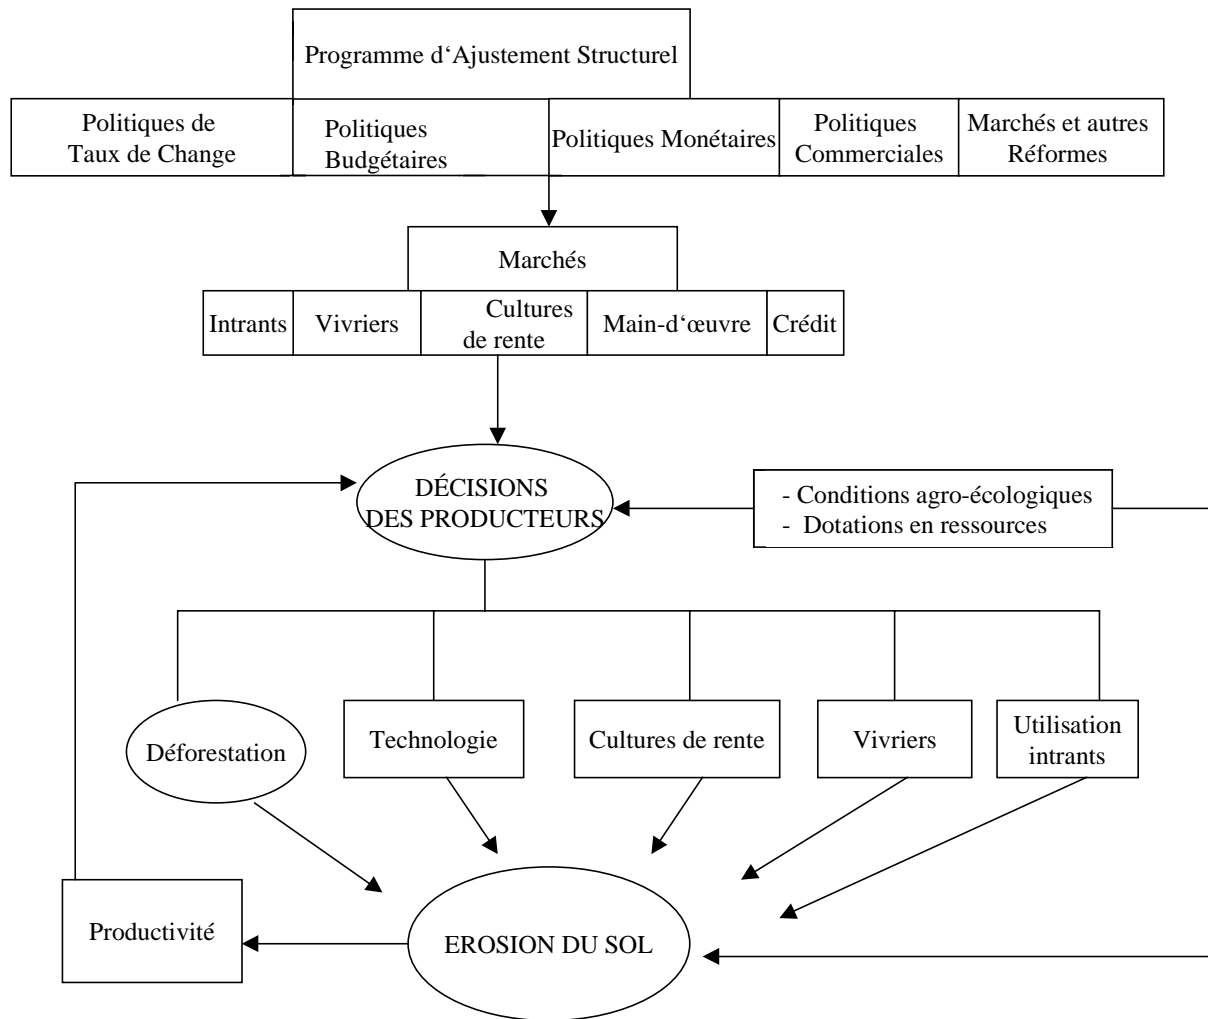 Programme d‘Ajustement Structurel
Politiques de
Taux de Change
Politiques
Budgétaires
Politiques Monétaires
Politiques
Commerciales
Marchés et autres
Réformes
Marchés
Intrants
Vivriers
Cultures
de rente
Main-d‘œuvre
Crédit
DÉCISIONS
DES PRODUCTEURS
- Conditions agro-écologiques
- Dotations en ressources
Déforestation
Technologie
Cultures de rente
Vivriers
Utilisation
intrants
Productivité
EROSION DU SOL